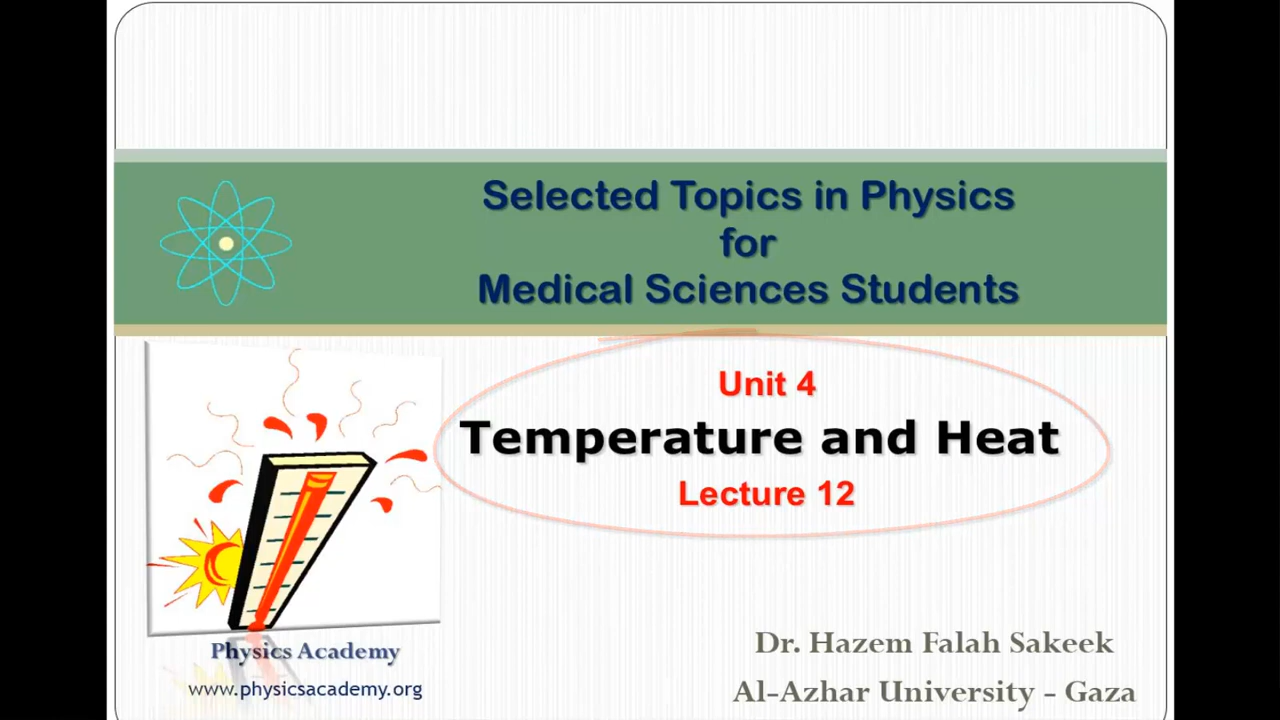 Selected Topics in Physics
for
Medical Sciences Students
Unit 4
Temperature and Heat
Lecture 12
Physics Academy
www.physicsacademy.org
Dr. Hazem Falah Sakeek
Al-Azhar University - Gaza